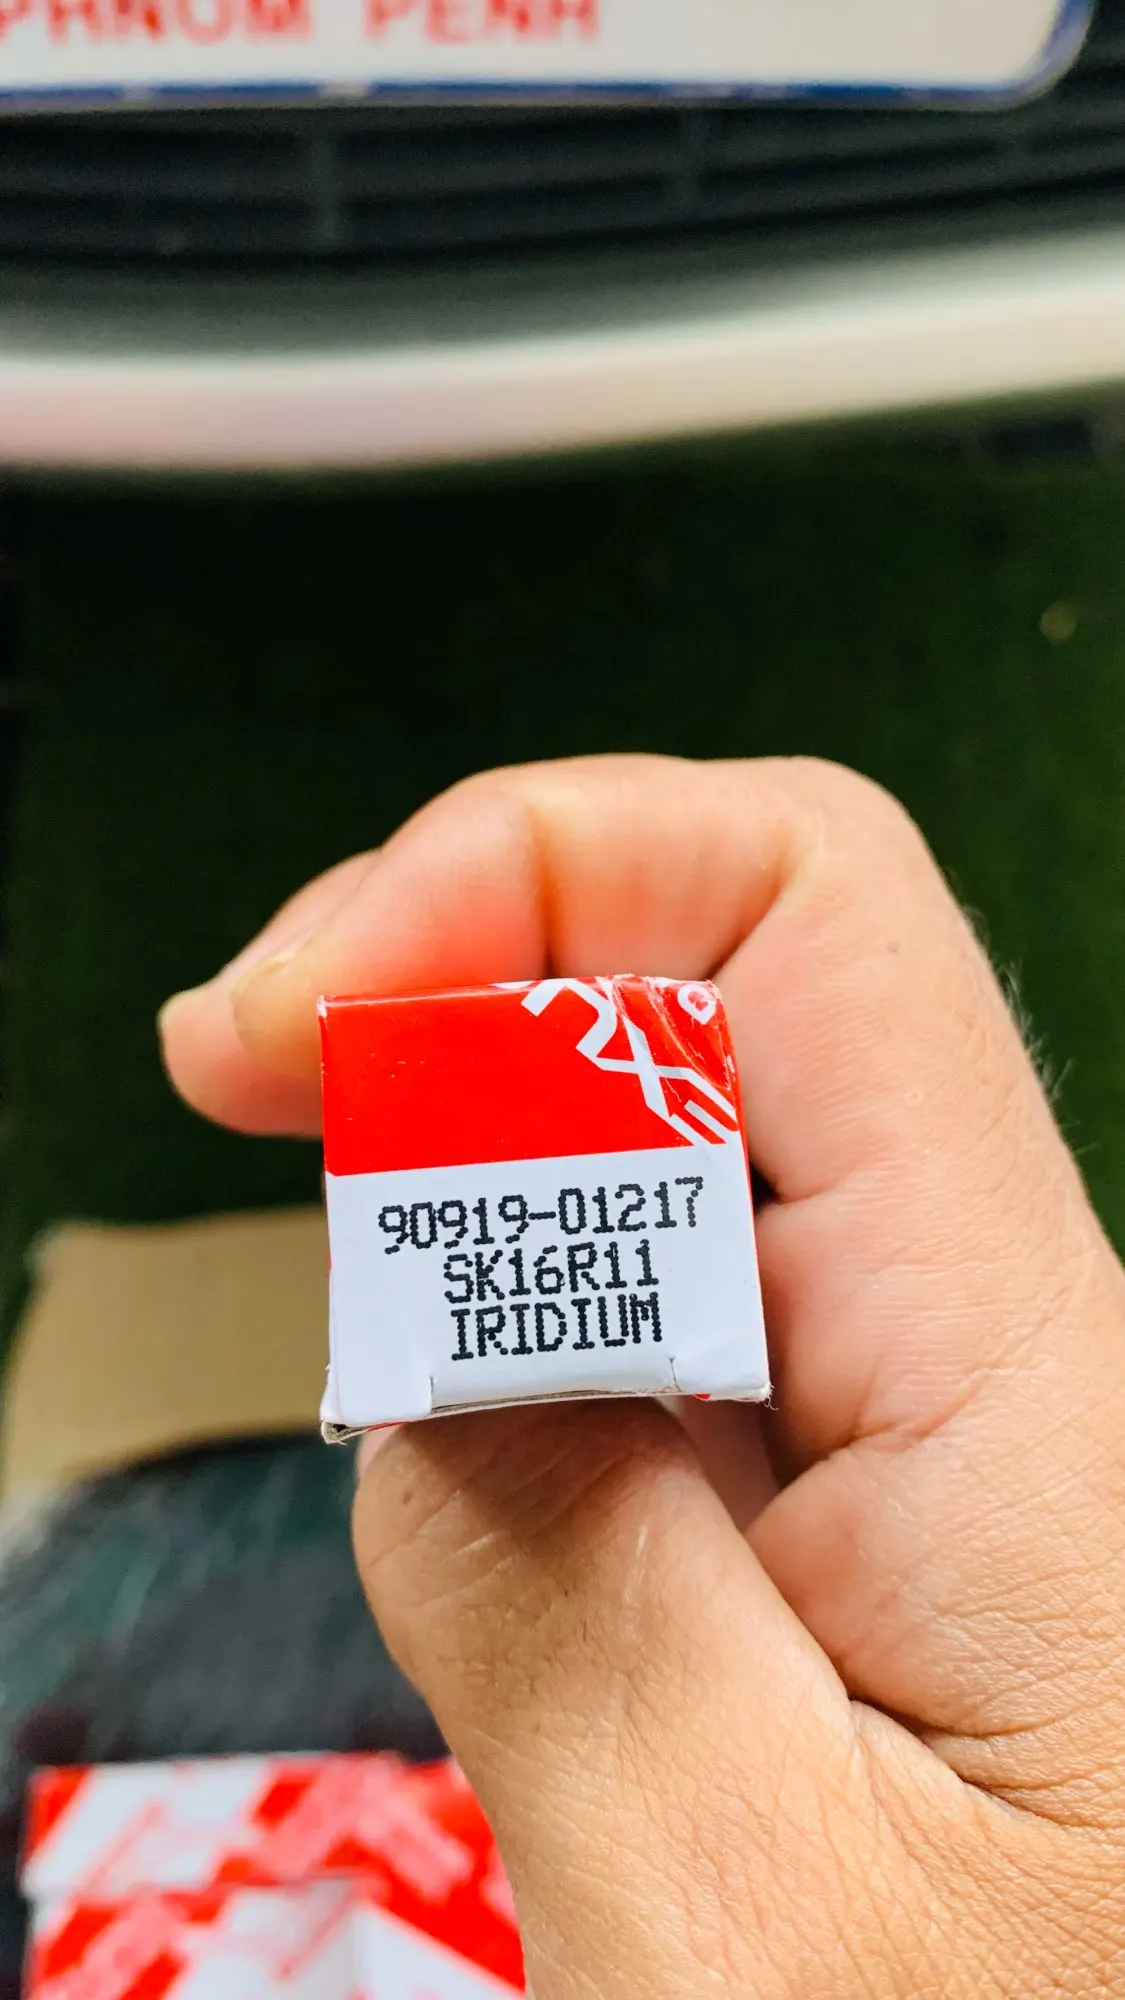 PHNOM PENH
90919-01217
SK16R11
IRIDIUM